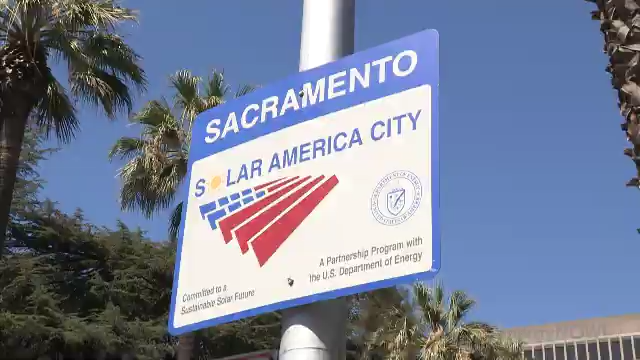 SACRAMENTO
SOLAR AMERICA CITY
Committed to a
Sustainable Solar Future
A Partnership Program with
the U.S. Department of Energy